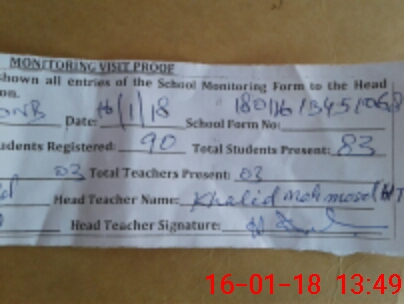 MONITORING VISIT PROOF
shown all entries of the School Monitoring Form to the Head
on.
Date: 16/1/18 School Form No:
udents Registered: 90 Total Students Present: 83
03 Total Teachers Present: 03
Head Teacher Name: Khalid Mehmood HT
Head Teacher Signature:
16-01-18 13:49